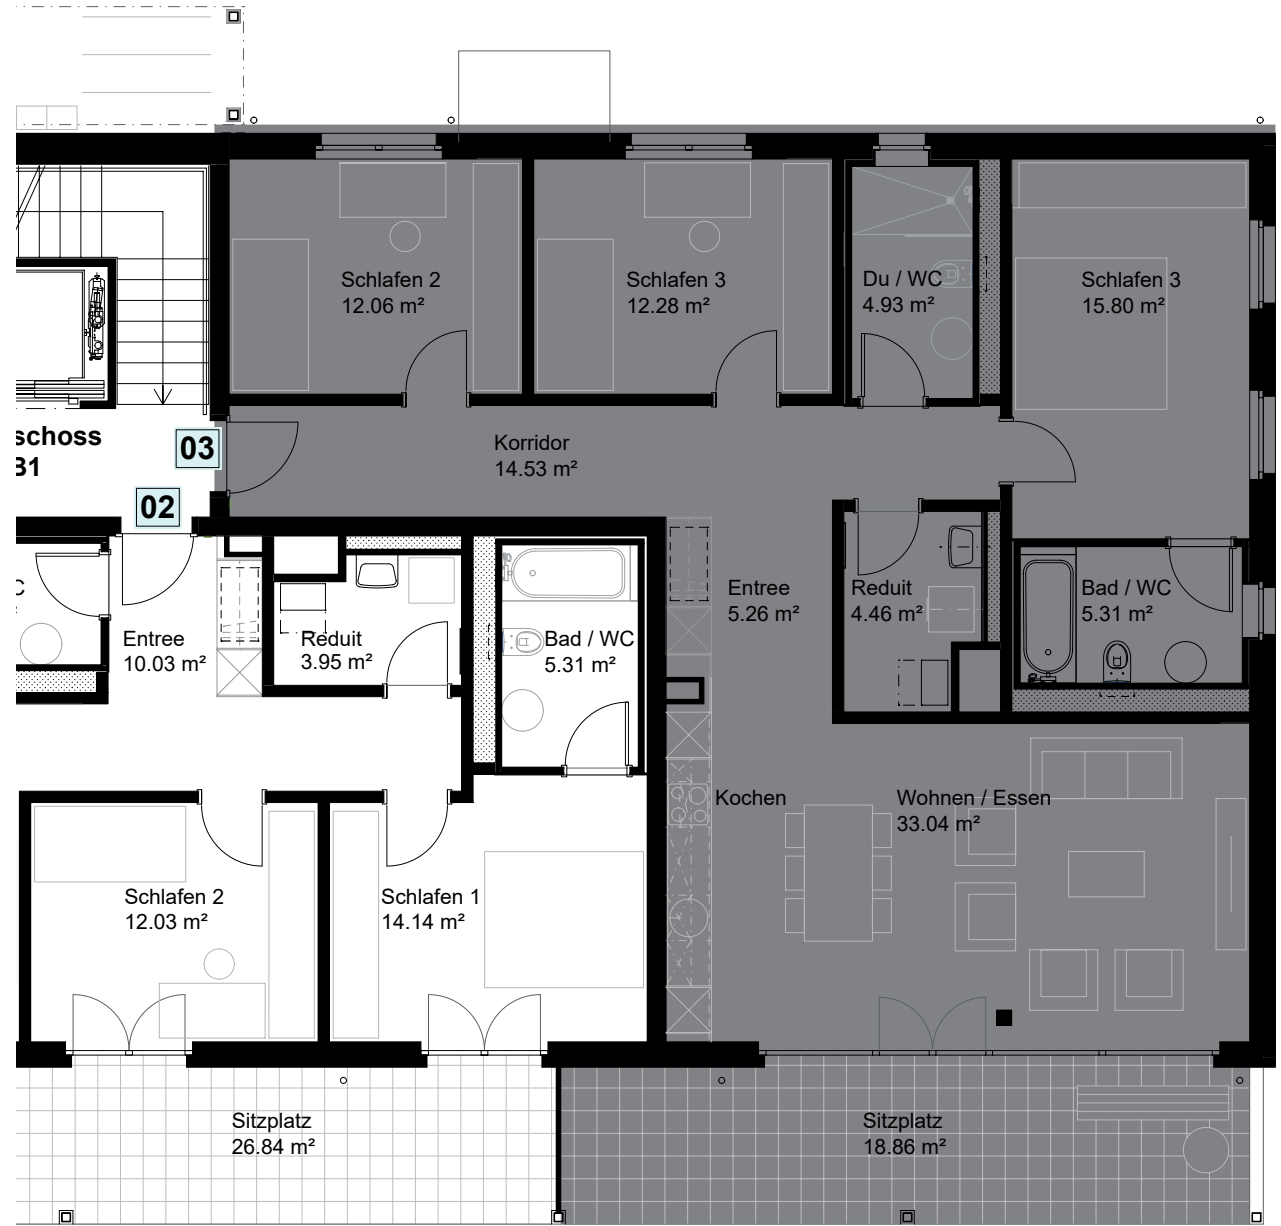 Schlafen 2
12.06 m²
Schlafen 3
12.28 m²
Du / WC
4.93 m²
Schlafen 3
15.80 m²
schoss
B1
03
02
Korridor
14.53 m²
C
Entree
10.03 m²
Reduit
3.95 m²
Bad / WC
5.31 m²
Entree
5.26 m²
Reduit
4.46 m²
Bad / WC
5.31 m²
Kochen
Wohnen / Essen
33.04 m²
Schlafen 2
12.03 m²
Schlafen 1
14.14 m²
Sitzplatz
26.84 m²
Sitzplatz
18.86 m²